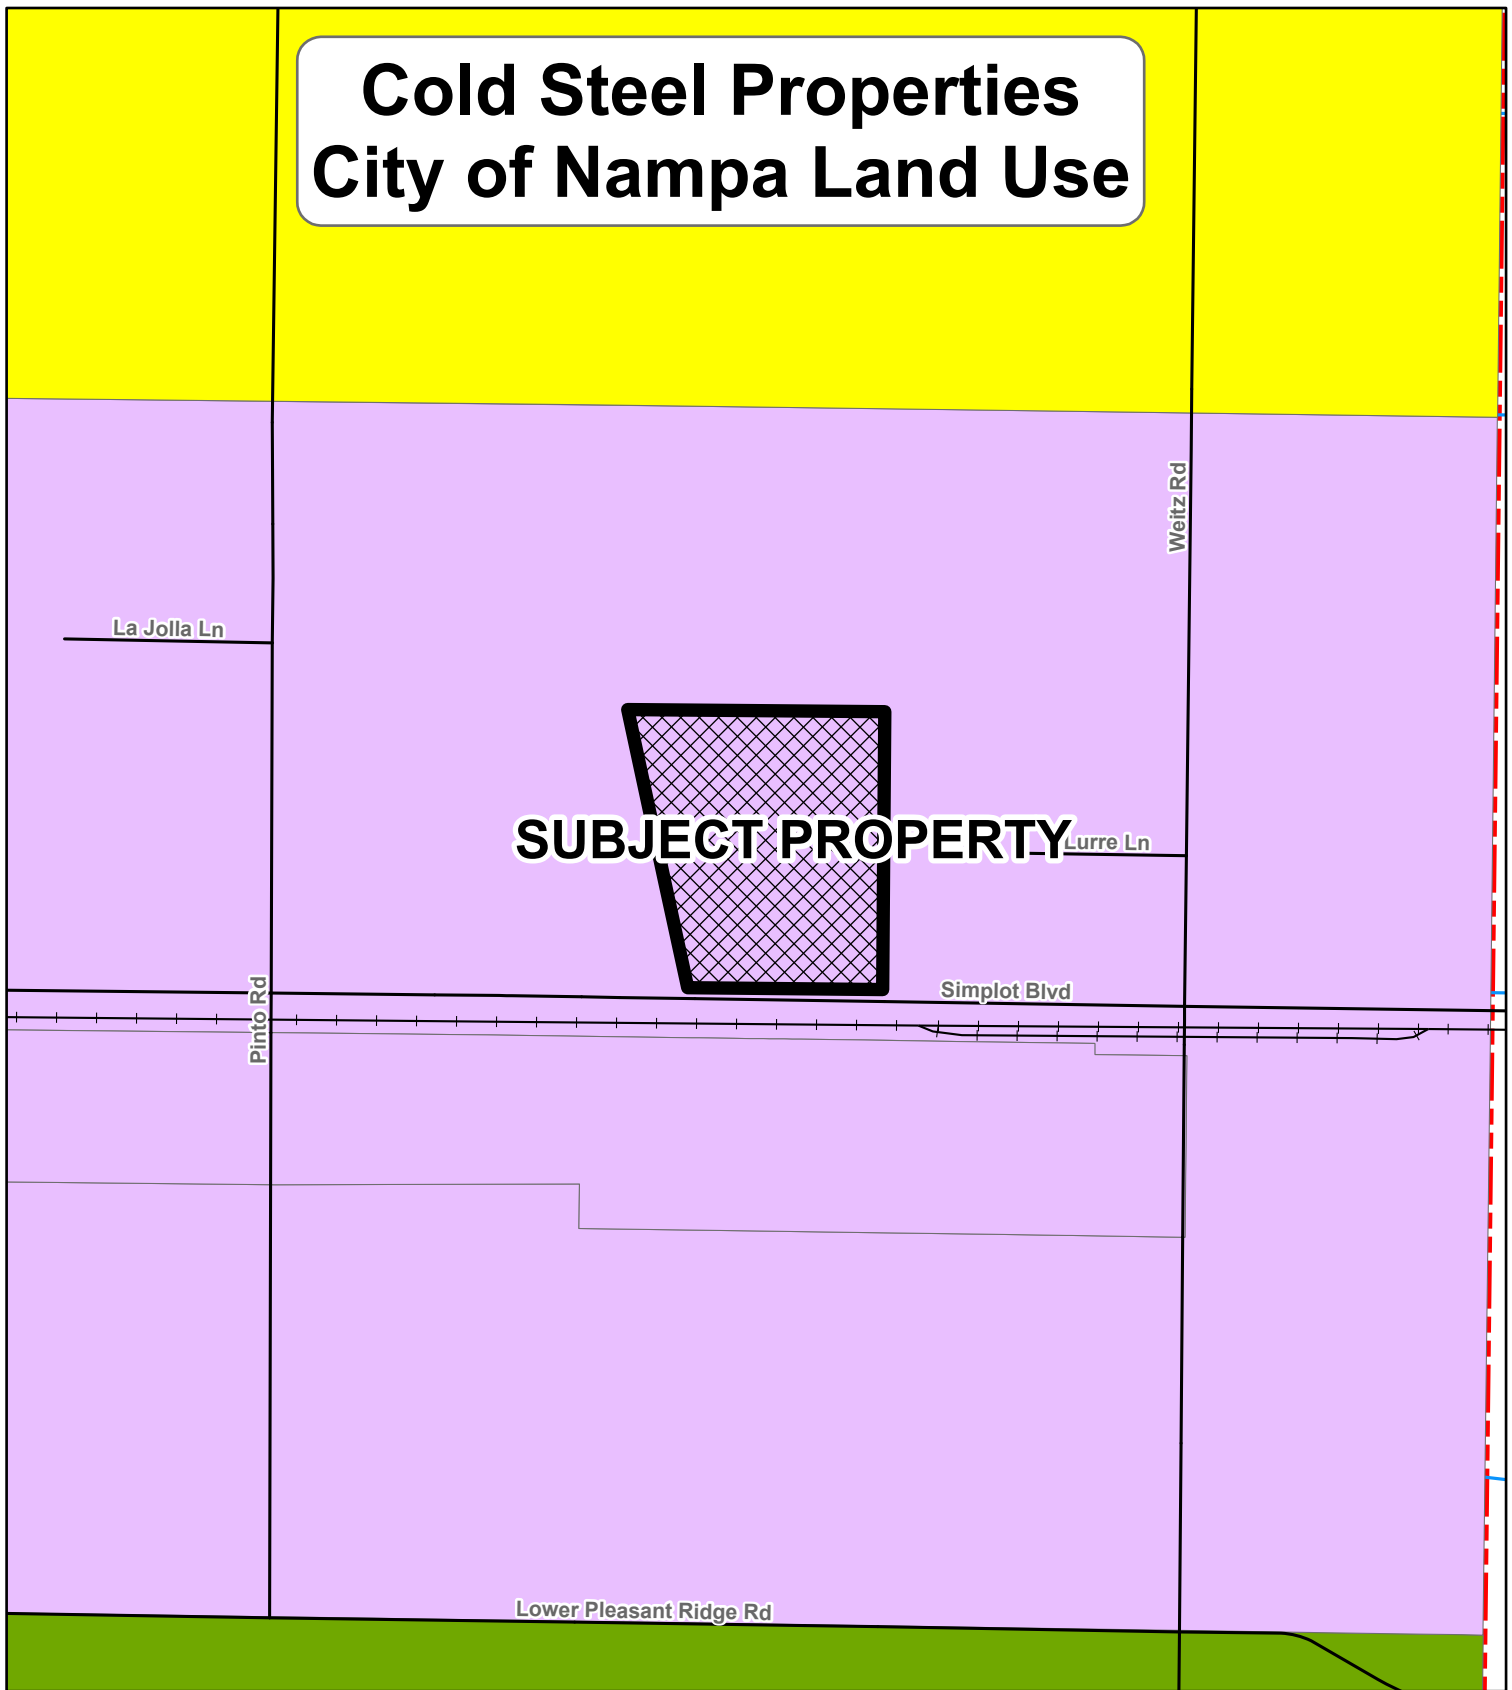 Cold Steel Properties
City of Nampa Land Use
Weitz Rd
La Jolla Ln
SUBJECT PROPERTY
Lurre Ln
Simplot Blvd
Pinto Rd
Lower Pleasant Ridge Rd